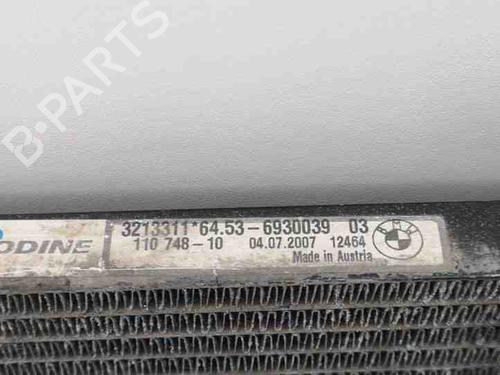 ODINE
3213311*64.53-6930039 03
110 748-10 04.07.2007 12464
Made in Austria
BMW
B-PARTS